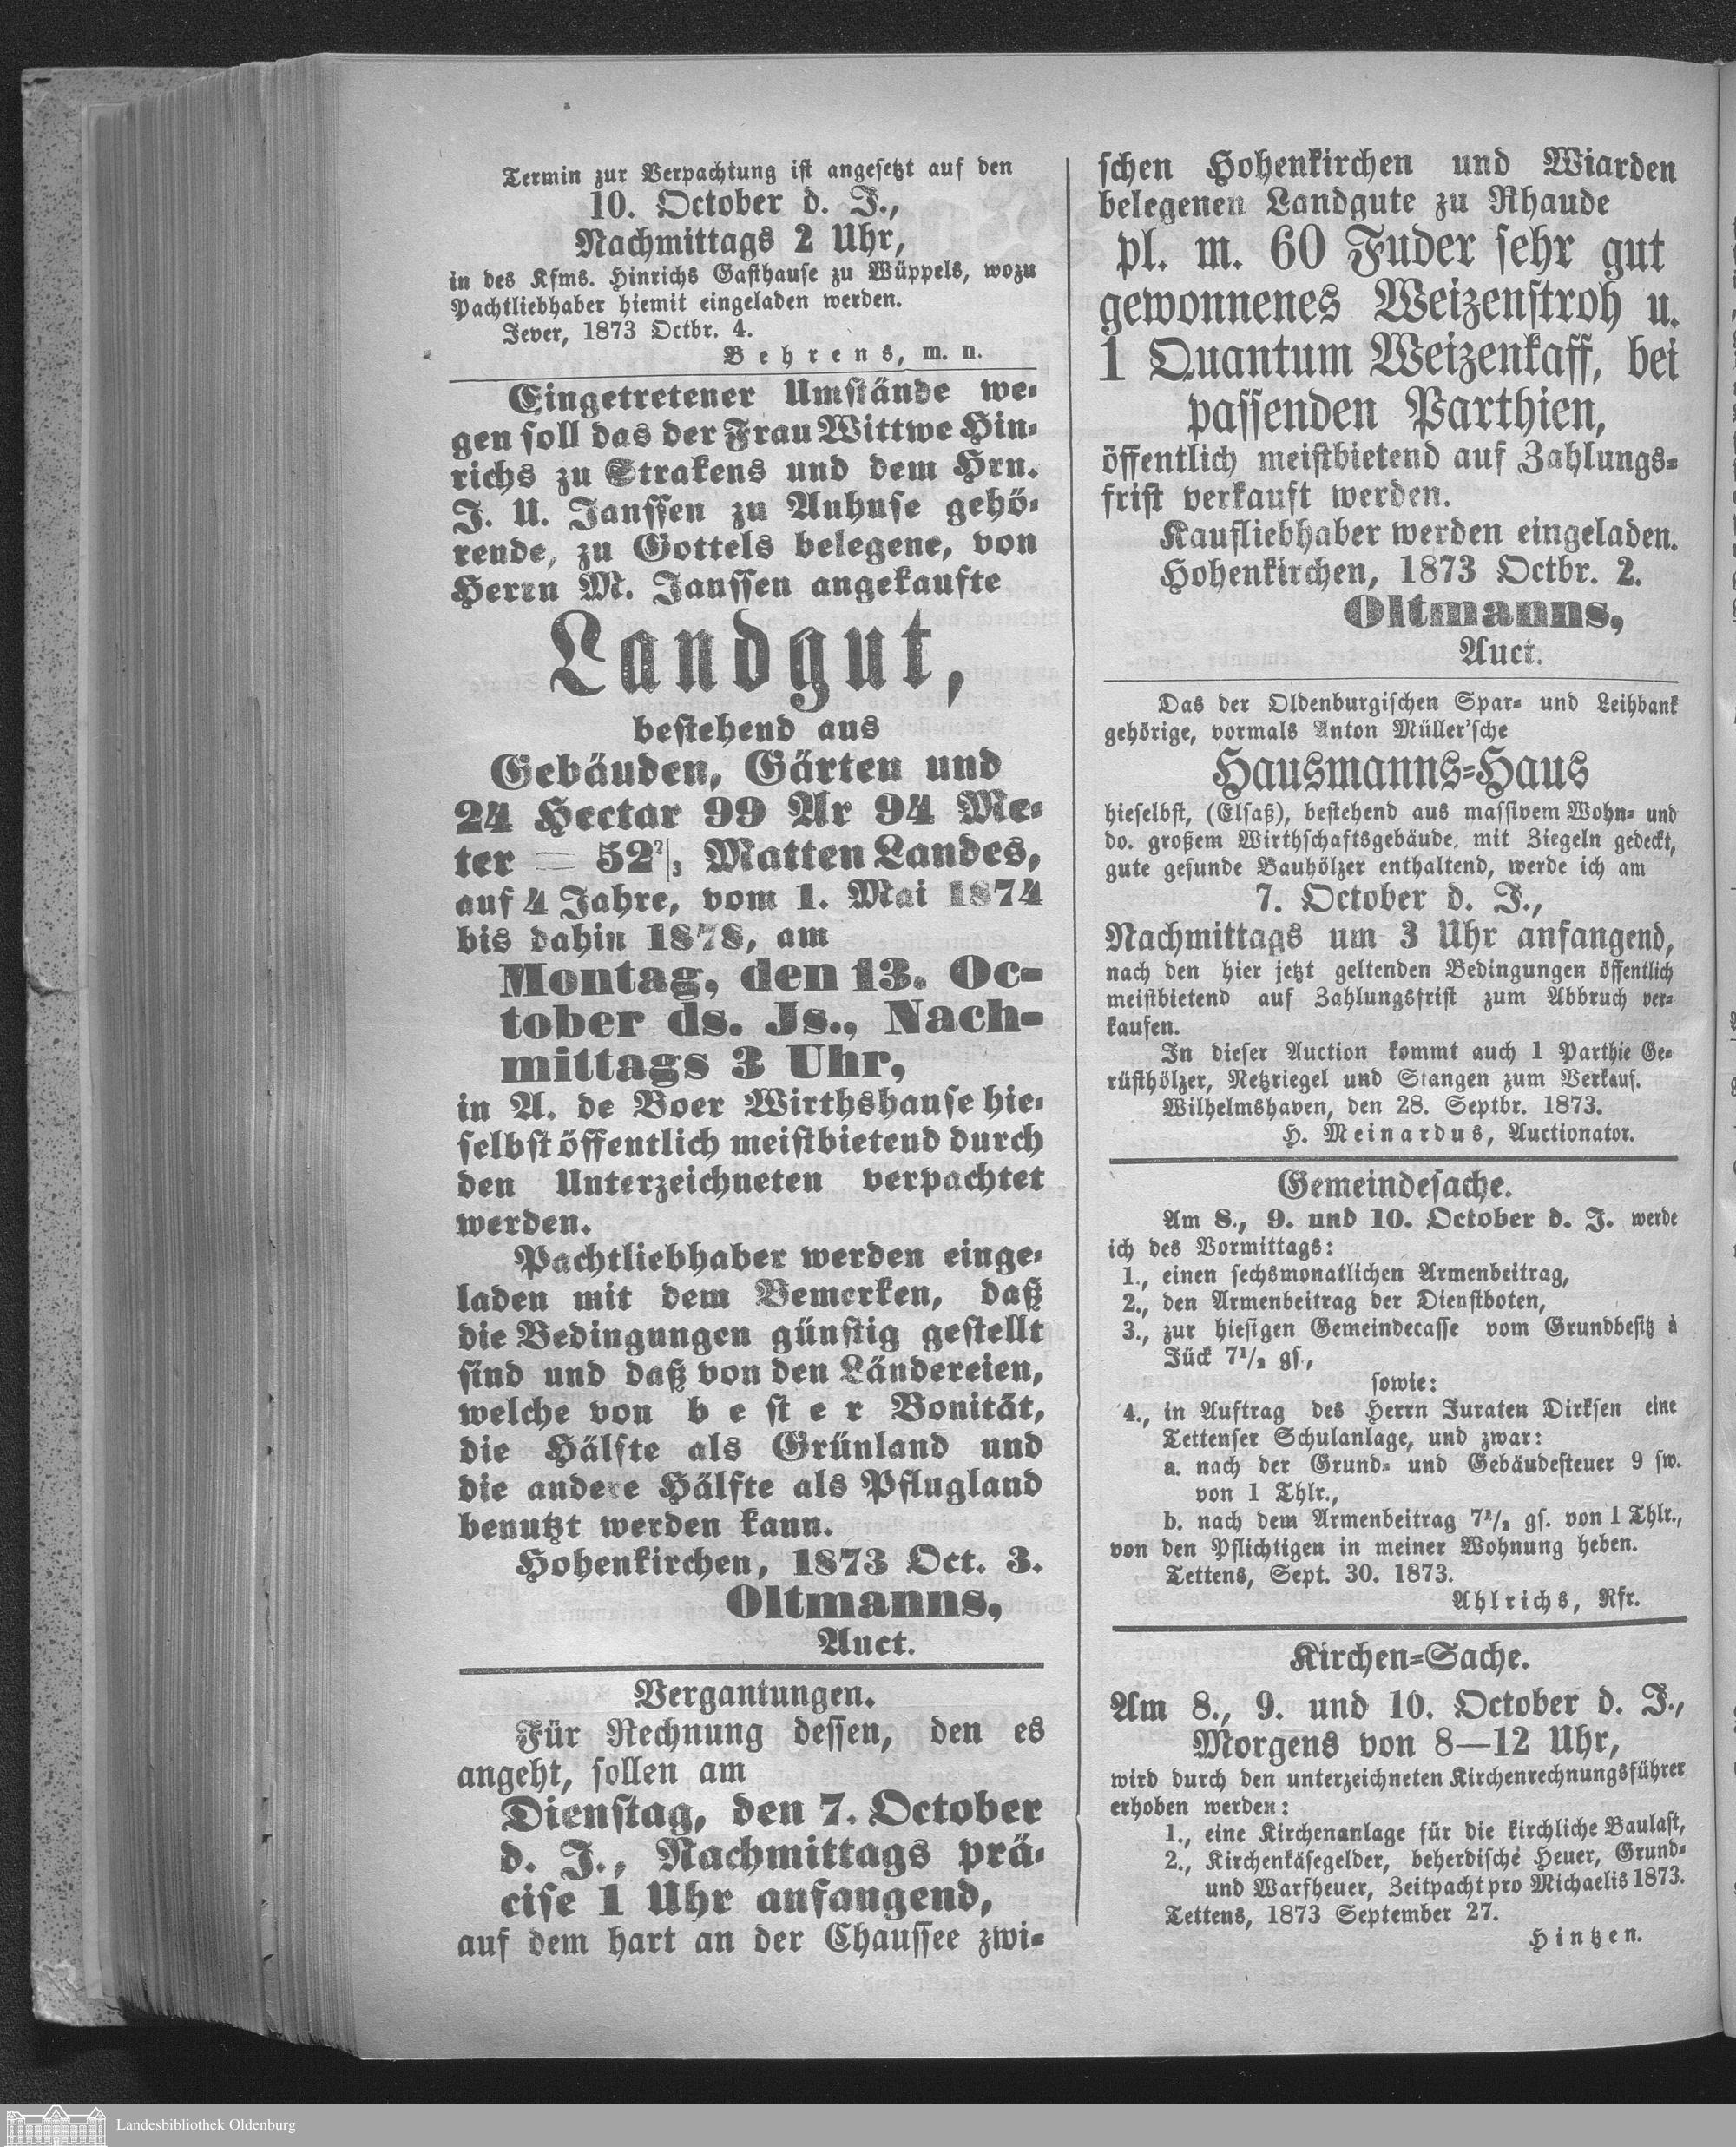 Termin zur Verpachtung ist angesetzt auf den
10. October d. J.,
Nachmittags 2 Uhr,
in des Kfms. Hinrichs Gasthause zu Wüppels, wozu
Pachtliebhaber hiemit eingeladen werden.
Jever, 1873 Octbr. 4.
Behrens, m. n.
Eingetretener Umstände we-
gen soll das der Frau Wittwe Hin-
richs zu Strakens und dem Hrn.
J. U. Janssen zu Auhuse gehö-
rende, zu Gottels belegene, von
Herrn M. Janssen angekaufte
Landgut,
bestehend aus
Gebäuden, Gärten und
24 Hectar 99 Ar 94 Me-
ter = 52 2/3 Matten Landes,
auf 4 Jahre, vom 1. Mai 1874
bis dahin 1878, am
Montag, den 13. Oc-
tober ds. Js., Nach-
mittags 3 Uhr,
in A. de Boer Wirthshause hie-
selbst öffentlich meistbietend durch
den Unterzeichneten verpachtet
werden.
Pachtliebhaber werden einge-
laden mit dem Bemerken, daß
die Bedingungen günstig gestellt
sind und daß von den Ländereien,
welche von bester Bonität,
die Hälfte als Grünland und
die andere Hälfte als Pflugland
benutzt werden kann.
Hohenkirchen, 1873 Oct. 3.
Oltmanns,
Auct.
Vergantungen.
Für Rechnung dessen, den es
angeht, sollen am
Dienstag, den 7. October
d. J., Nachmittags prä-
cise 1 Uhr anfangend,
auf dem hart an der Chaussee zwi-
schen Hohenkirchen und Wiarden
belegenen Landgute zu Rhaude
pl. m. 60 Fuder sehr gut
gewonnenes Weizenstroh u.
1 Quantum Weizenkaff, bei
passenden Parthien,
öffentlich meistbietend auf Zahlungs-
frist verkauft werden.
Kaufliebhaber werden eingeladen.
Hohenkirchen, 1873 Octbr. 2.
Oltmanns,
Auct.
Das der Oldenburgischen Spar- und Leihbank
gehörige, vormals Anton Müller'sche
Hausmanns-Haus
hieselbst, (Elsaß), bestehend aus massivem Wohn- und
do. großem Wirthschaftsgebäude, mit Ziegeln gedeckt,
gute gesunde Bauhölzer enthaltend, werde ich am
7. October d. J.,
Nachmittags um 3 Uhr anfangend,
nach den hier jetzt geltenden Bedingungen öffentlich
meistbietend auf Zahlungsfrist zum Abbruch ver-
kaufen.
In dieser Auction kommt auch 1 Parthie Ge-
rüsthölzer, Netzriegel und Stangen zum Verkauf.
Wilhelmshaven, den 28. Septbr. 1873.
H. Meinardus, Auctionator.
Gemeindesache.
Am 8., 9. und 10. October d. J. werde
ich des Vormittags:
1., einen sechsmonatlichen Armenbeitrag,
2., den Armenbeitrag der Dienstboten,
3., zur hiesigen Gemeindecasse vom Grundbesitz à
Jück 7 1/2 gs.,
sowie:
4., in Auftrag des Herrn Juraten Dirksen eine
Tettenser Schulanlage, und zwar:
a. nach der Grund- und Gebäudesteuer 9 sw.
von 1 Thlr.,
b. nach dem Armenbeitrag 7 1/2 gs. von 1 Thlr.,
von den Pflichtigen in meiner Wohnung heben.
Tettens, Sept. 30. 1873.
Ahlrichs, Rfr.
Kirchen-Sache.
Am 8., 9. und 10. October d. J.,
Morgens von 8—12 Uhr,
wird durch den unterzeichneten Kirchenrechnungsführer
erhoben werden:
1., eine Kirchenanlage für die kirchliche Baulast,
2., Kirchenkäsegelder, beherdische Heuer, Grund-
und Warfheuer, Zeitpacht pro Michaelis 1873.
Tettens, 1873 September 27.
Hintzen.
Landesbibliothek Oldenburg